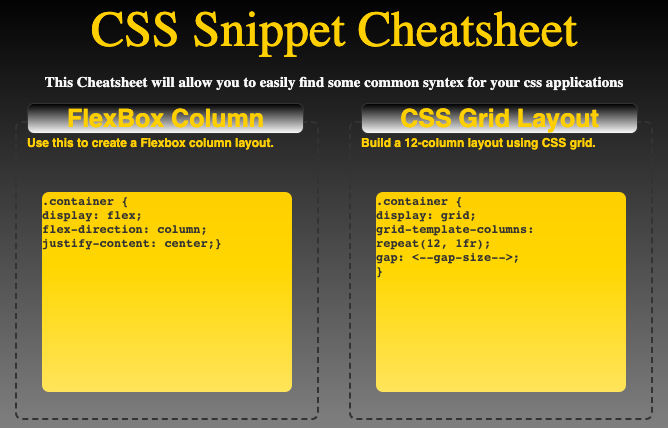 CSS Snippet Cheatsheet
This Cheatsheet will allow you to easily find some common syntex for your css applications
FlexBox Column
Use this to create a Flexbox column layout.
.container {
display: flex;
flex-direction: column;
justify-content: center;}
CSS Grid Layout
Build a 12-column layout using CSS grid.
.container {
display: grid;
grid-template-columns:
repeat(12, 1fr);
gap: <--gap-size-->;
}